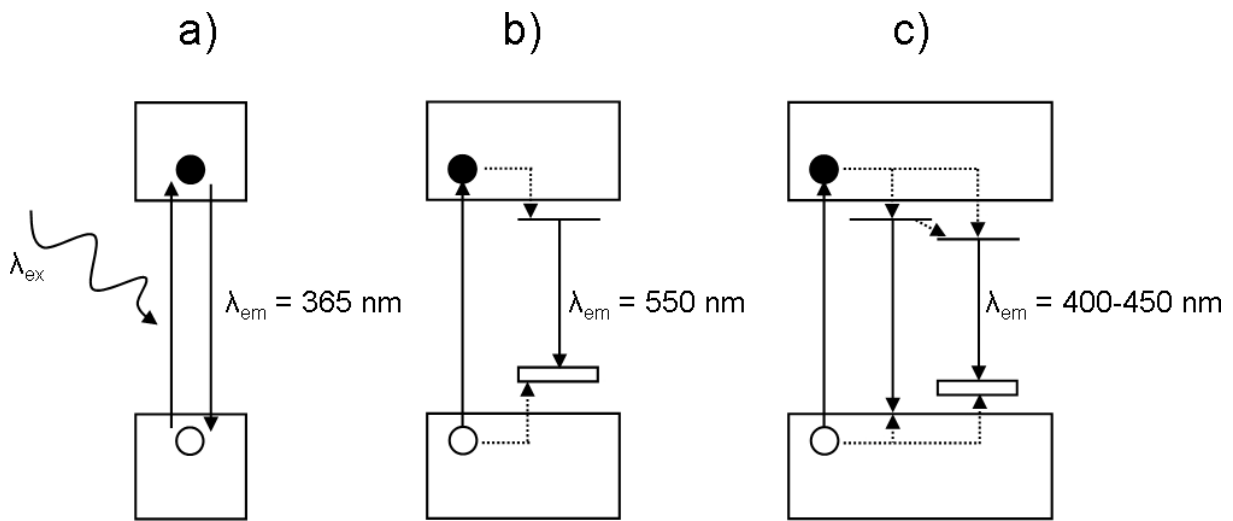 a)
b)
c)
λex
λem = 365 nm
λem = 550 nm
λem = 400-450 nm